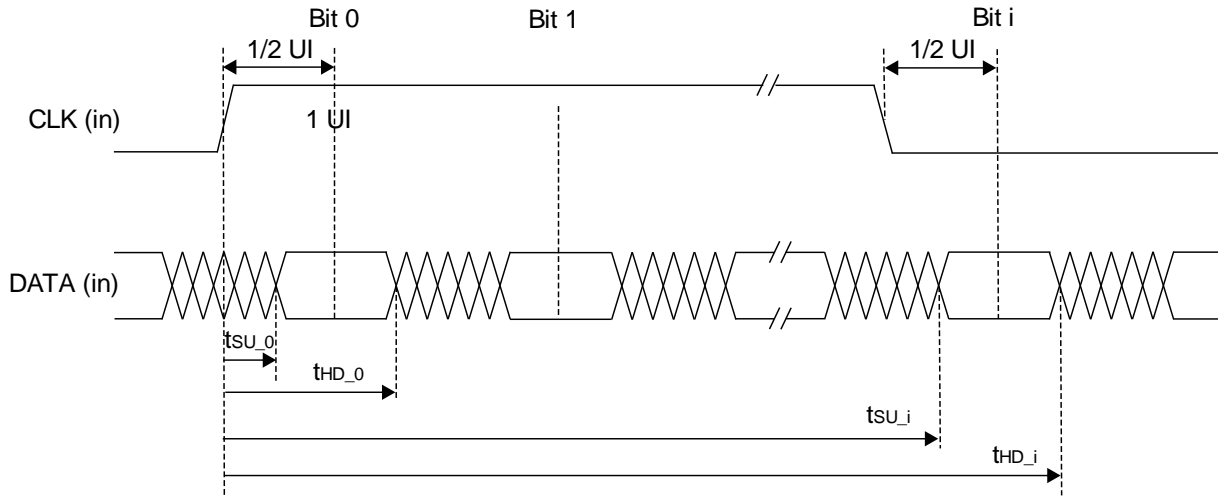 Bit 0 Bit 1 Bit i
1/2 UI 1/2 UI
CLK (in) 1 UI
DATA (in)
tSU_0
tHD_0
tSU_i
tHD_i